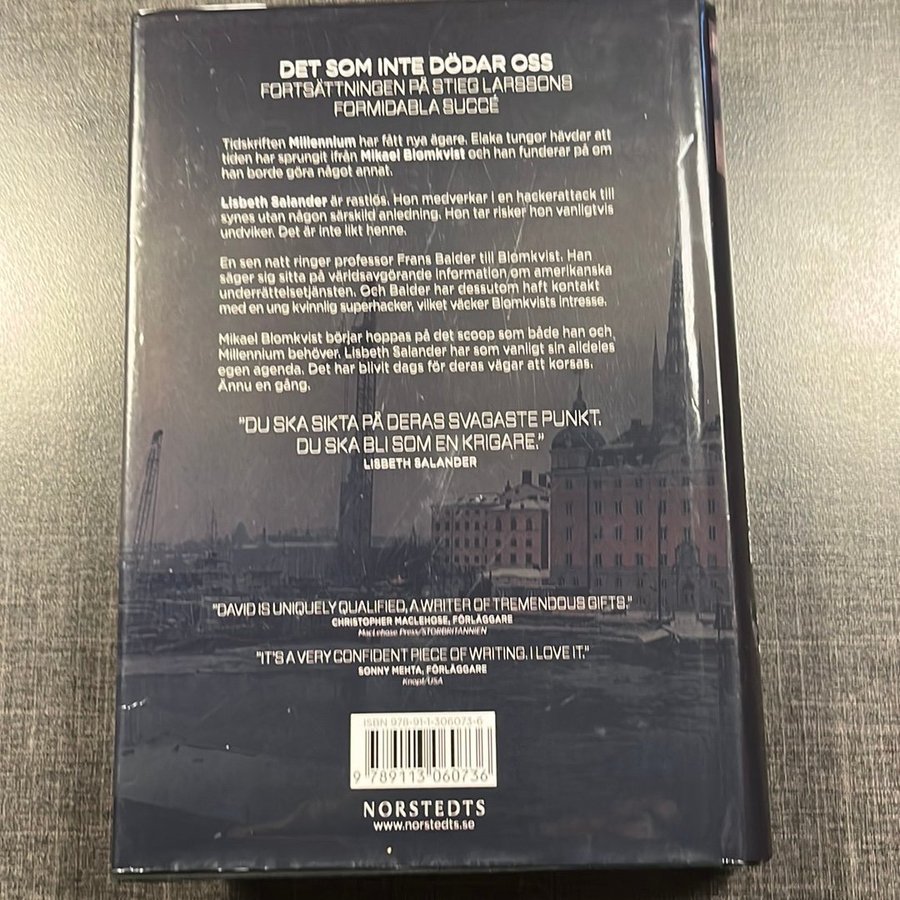 DET SOM INTE DÖDAR OSS
FORTSÄTTNINGEN PÅ STIEG LARSSONS
FORMIDABLA SUCCÉ
Tidskriften Millennium har fått nya ägare. Elaka tungor hävdar att
tiden har sprungit ifrån Mikael Blomkvist och han funderar på om
han borde göra något annat.
Lisbeth Salander är rastlös. Hon medverkar i en hackerattack till
synes utan någon särskild anledning. Hon tar risker hon vanligtvis
undviker. Det är inte likt henne.
En sen natt ringer professor Frans Balder till Blomkvist. Han
säger sig sitta på världsavgörande information om amerikanska
underrättelsetjänsten. Och Balder har dessutom haft kontakt
med en ung kvinnlig superhacker, vilket väcker Blomkvists intresse.
Mikael Blomkvist börjar hoppas på det scoop som både han och
Millennium behöver. Lisbeth Salander har som vanligt sin alldeles
egen agenda. Det har blivit dags för deras vägar att korsas.
Ännu en gång.
"DU SKA SIKTA PÅ DERAS SVAGASTE PUNKT.
DU SKA BLI SOM EN KRIGARE."
LISBETH SALANDER
"DAVID IS UNIQUELY QUALIFIED, A WRITER OF TREMENDOUS GIFTS."
CHRISTOPHER MACLEHOSE, FÖRLÄGGARE
MacLehose Press/STORBRITANNIEN
"IT'S A VERY CONFIDENT PIECE OF WRITING. I LOVE IT."
SONNY MEHTA, FÖRLÄGGARE
Knopf/USA
ISBN 978-91-1-306073-6
9 789113 060736
NORSTEDTS
www.norstedts.se